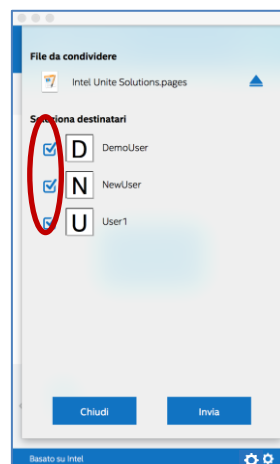 File da condividere
Intel Unite Solutions.pages
Seleziona destinatari
D DemoUser
N NewUser
U User1
Chiudi Invia
Basato su Intel